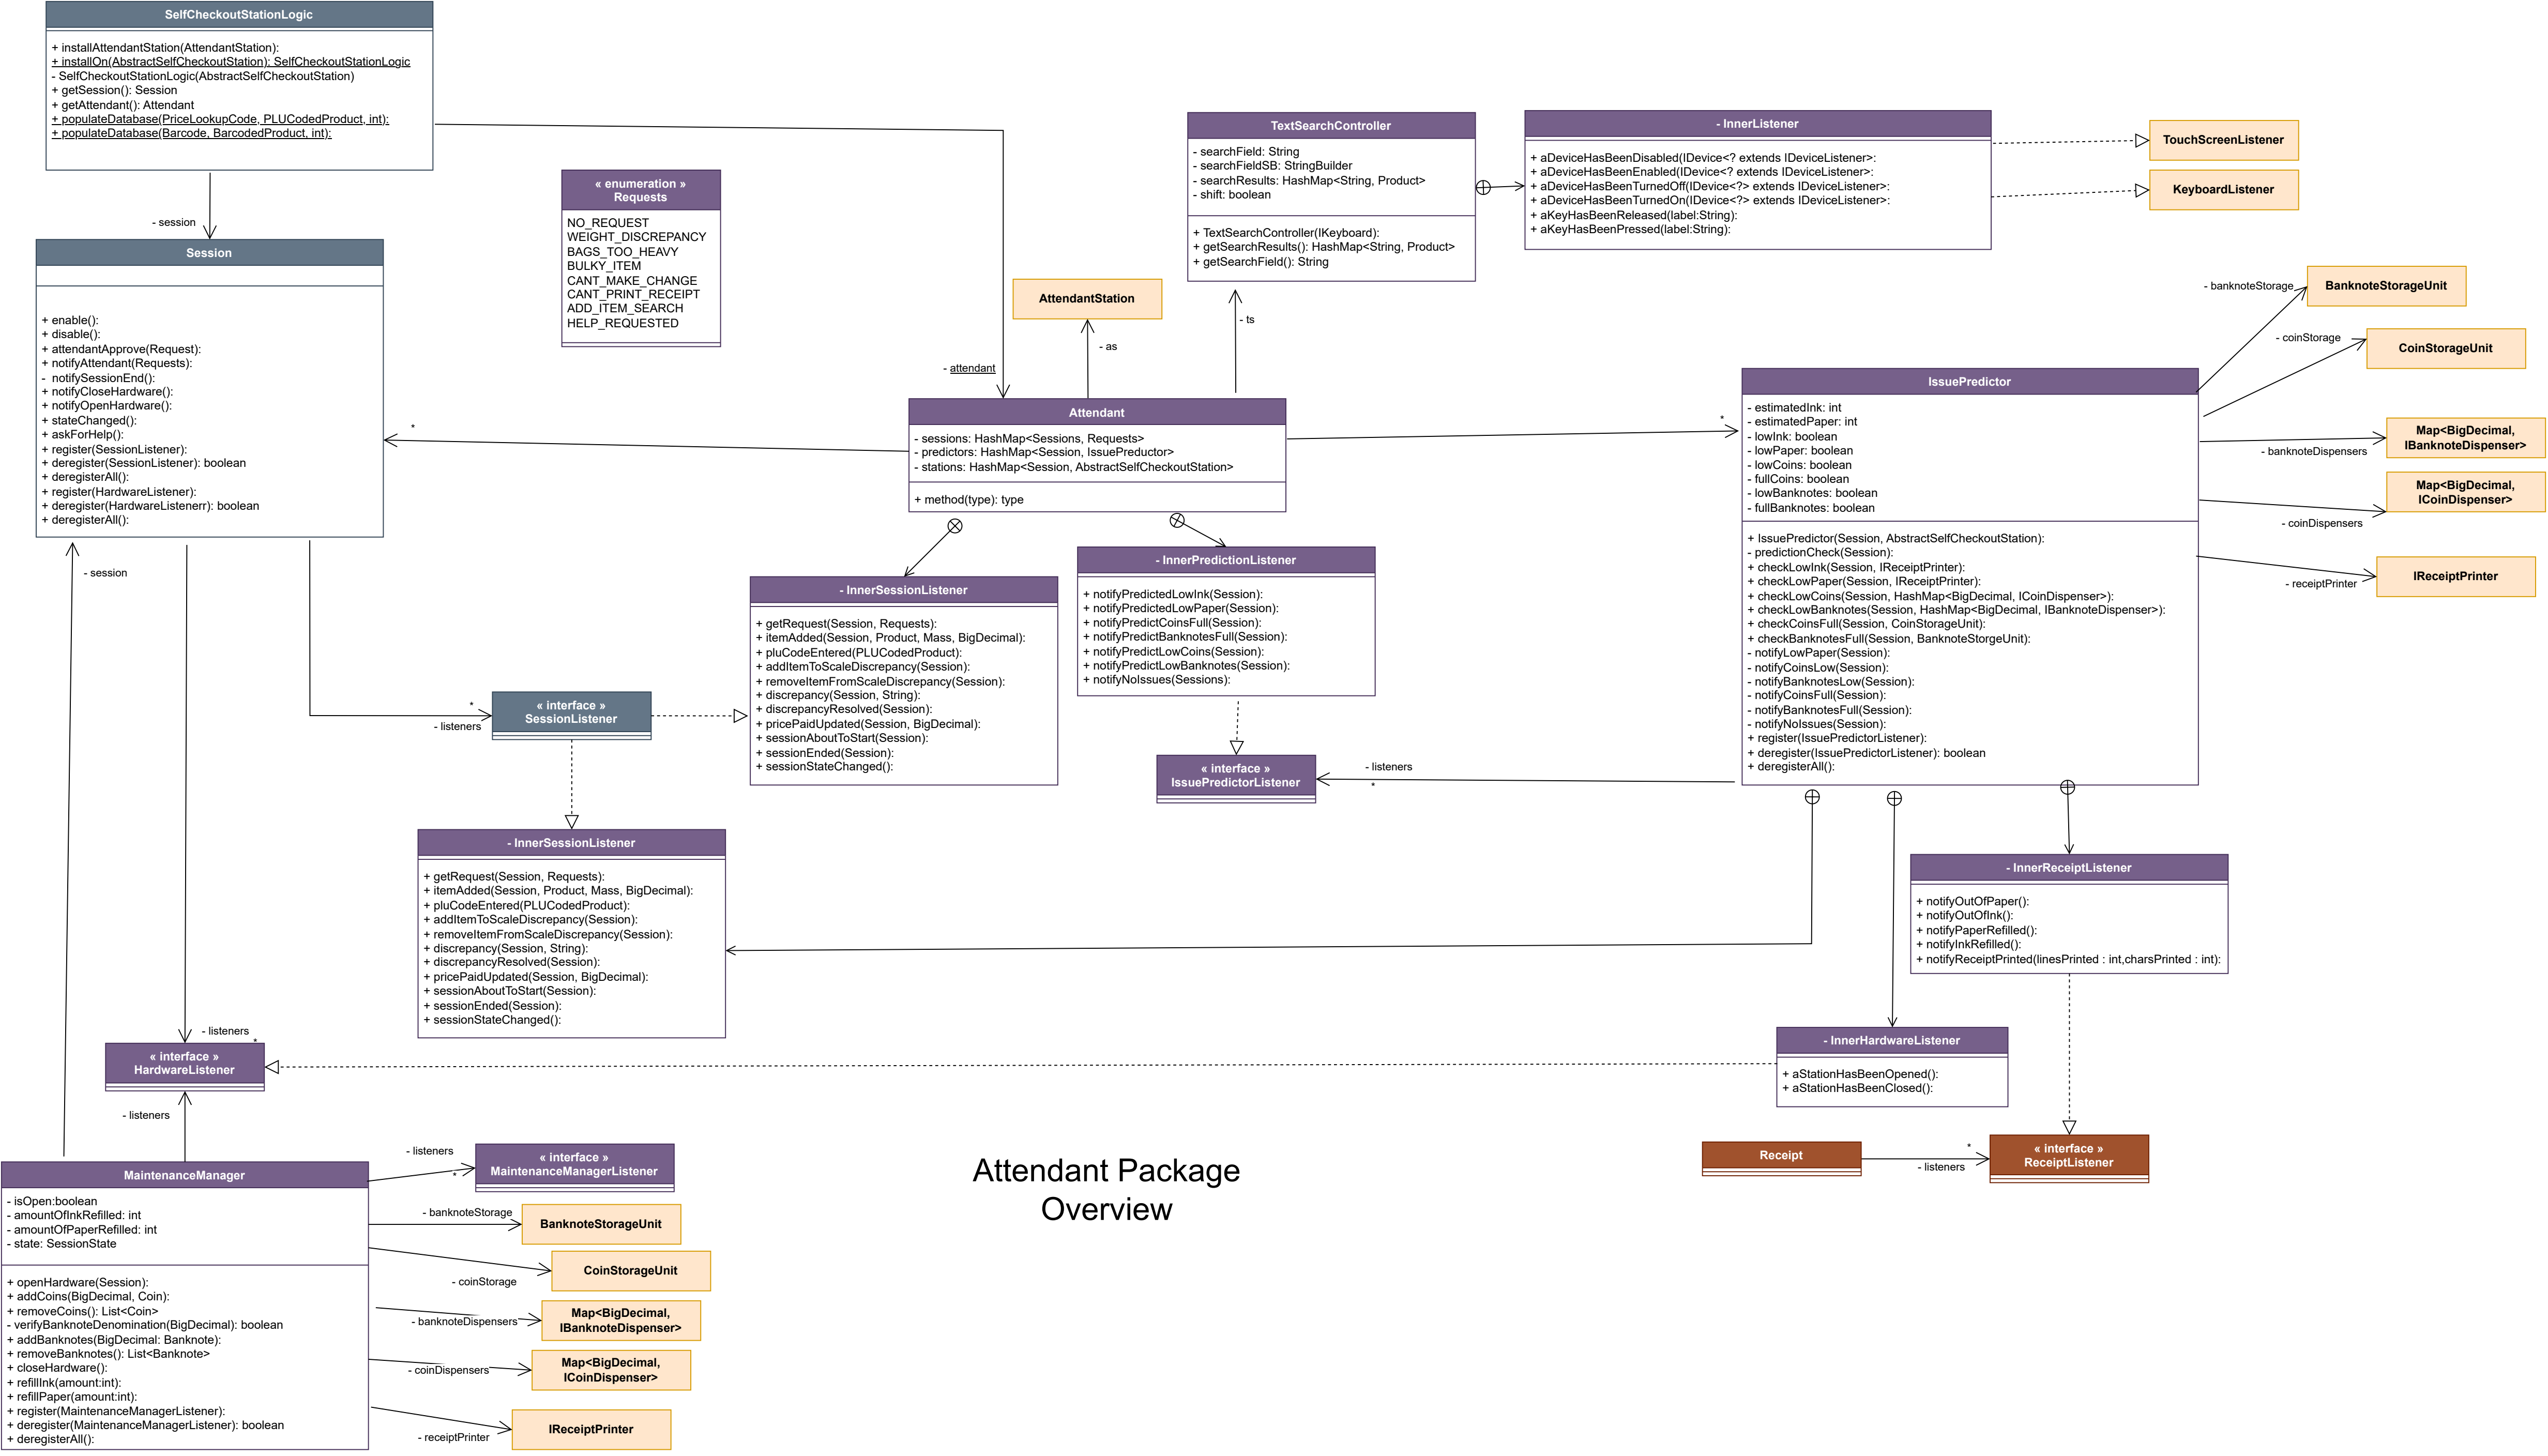 SelfCheckoutStationLogic
+ installAttendantStation(AttendantStation):
+ installOn(AbstractSelfCheckoutStation): SelfCheckoutStationLogic
- SelfCheckoutStationLogic(AbstractSelfCheckoutStation)
+ getSession(): Session
+ getAttendant(): Attendant
+ populateDatabase(PriceLookupCode, PLUCodedProduct, int):
+ populateDatabase(Barcode, BarcodedProduct, int):
- session
Session
+ enable():
+ disable():
+ attendantApprove(Request):
+ notifyAttendant(Requests):
- notifySessionEnd():
+ notifyCloseHardware():
+ notifyOpenHardware():
+ stateChanged():
+ askForHelp():
+ register(SessionListener):
+ deregister(SessionListener): boolean
+ deregisterAll():
+ register(HardwareListener):
+ deregister(HardwareListenerr): boolean
+ deregisterAll():
- session
« enumeration »
Requests
NO_REQUEST
WEIGHT_DISCREPANCY
BAGS_TOO_HEAVY
BULKY_ITEM
CANT_MAKE_CHANGE
CANT_PRINT_RECEIPT
ADD_ITEM_SEARCH
HELP_REQUESTED
TextSearchController
- searchField: String
- searchFieldSB: StringBuilder
- searchResults: HashMap<String, Product>
- shift: boolean
+ TextSearchController(IKeyboard):
+ getSearchResults(): HashMap<String, Product>
+ getSearchField(): String
- InnerListener
+ aDeviceHasBeenDisabled(IDevice<? extends IDeviceListener>:
+ aDeviceHasBeenEnabled(IDevice<? extends IDeviceListener>:
+ aDeviceHasBeenTurnedOff(IDevice<?> extends IDeviceListener>:
+ aDeviceHasBeenTurnedOn(IDevice<?> extends IDeviceListener>:
+ aKeyHasBeenReleased(label:String):
+ aKeyHasBeenPressed(label:String):
TouchScreenListener
KeyboardListener
AttendantStation
- as
- ts
- attendant
*
Attendant
- sessions: HashMap<Sessions, Requests>
- predictors: HashMap<Session, IssuePreductor>
- stations: HashMap<Session, AbstractSelfCheckoutStation>
+ method(type): type
*
IssuePredictor
- estimatedInk: int
- estimatedPaper: int
- lowInk: boolean
- lowPaper: boolean
- lowCoins: boolean
- fullCoins: boolean
- lowBanknotes: boolean
- fullBanknotes: boolean
+ IssuePredictor(Session, AbstractSelfCheckoutStation):
- predictionCheck(Session):
+ checkLowInk(Session, IReceiptPrinter):
+ checkLowPaper(Session, IReceiptPrinter):
+ checkLowCoins(Session, HashMap<BigDecimal, ICoinDispenser>):
+ checkLowBanknotes(Session, HashMap<BigDecimal, IBanknoteDispenser>):
+ checkCoinsFull(Session, CoinStorageUnit):
+ checkBanknotesFull(Session, BanknoteStorgeUnit):
- notifyLowPaper(Session):
- notifyCoinsLow(Session):
- notifyBanknotesLow(Session):
- notifyCoinsFull(Session):
- notifyBanknotesFull(Session):
- notifyNoIssues(Session):
+ register(IssuePredictorListener):
+ deregister(IssuePredictorListener): boolean
+ deregisterAll():
- banknoteStorage
BanknoteStorageUnit
- coinStorage
CoinStorageUnit
Map<BigDecimal,
IBanknoteDispenser>
- banknoteDispensers
Map<BigDecimal,
ICoinDispenser>
- coinDispensers
IReceiptPrinter
- receiptPrinter
- InnerSessionListener
+ getRequest(Session, Requests):
+ itemAdded(Session, Product, Mass, BigDecimal):
+ pluCodeEntered(PLUCodedProduct):
+ addItemToScaleDiscrepancy(Session):
+ removeItemFromScaleDiscrepancy(Session):
+ discrepancy(Session, String):
+ discrepancyResolved(Session):
+ pricePaidUpdated(Session, BigDecimal):
+ sessionAboutToStart(Session):
+ sessionEnded(Session):
+ sessionStateChanged():
- InnerPredictionListener
+ notifyPredictedLowInk(Session):
+ notifyPredictedLowPaper(Session):
+ notifyPredictCoinsFull(Session):
+ notifyPredictBanknotesFull(Session):
+ notifyPredictLowCoins(Session):
+ notifyPredictLowBanknotes(Session):
+ notifyNoIssues(Sessions):
*
- listeners
« interface »
SessionListener
« interface »
IssuePredictorListener
- listeners
*
- InnerSessionListener
+ getRequest(Session, Requests):
+ itemAdded(Session, Product, Mass, BigDecimal):
+ pluCodeEntered(PLUCodedProduct):
+ addItemToScaleDiscrepancy(Session):
+ removeItemFromScaleDiscrepancy(Session):
+ discrepancy(Session, String):
+ discrepancyResolved(Session):
+ pricePaidUpdated(Session, BigDecimal):
+ sessionAboutToStart(Session):
+ sessionEnded(Session):
+ sessionStateChanged():
- InnerReceiptListener
+ notifyOutOfPaper():
+ notifyOutOfInk():
+ notifyPaperRefilled():
+ notifyInkRefilled():
+ notifyReceiptPrinted(linesPrinted : int,charsPrinted : int):
- InnerHardwareListener
+ aStationHasBeenOpened():
+ aStationHasBeenClosed():
- listeners
*
« interface »
HardwareListener
- listeners
Receipt
*
- listeners
« interface »
ReceiptListener
MaintenanceManager
- isOpen:boolean
- amountOfInkRefilled: int
- amountOfPaperRefilled: int
- state: SessionState
+ openHardware(Session):
+ addCoins(BigDecimal, Coin):
+ removeCoins(): List<Coin>
- verifyBanknoteDenomination(BigDecimal): boolean
+ addBanknotes(BigDecimal: Banknote):
+ removeBanknotes(): List<Banknote>
+ closeHardware():
+ refillInk(amount:int):
+ refillPaper(amount:int):
+ register(MaintenanceManagerListener):
+ deregister(MaintenanceManagerListener): boolean
+ deregisterAll():
- listeners
*
« interface »
MaintenanceManagerListener
- banknoteStorage
BanknoteStorageUnit
- coinStorage
CoinStorageUnit
- banknoteDispensers
Map<BigDecimal,
IBanknoteDispenser>
- coinDispensers
Map<BigDecimal,
ICoinDispenser>
- receiptPrinter
IReceiptPrinter
Attendant Package
Overview